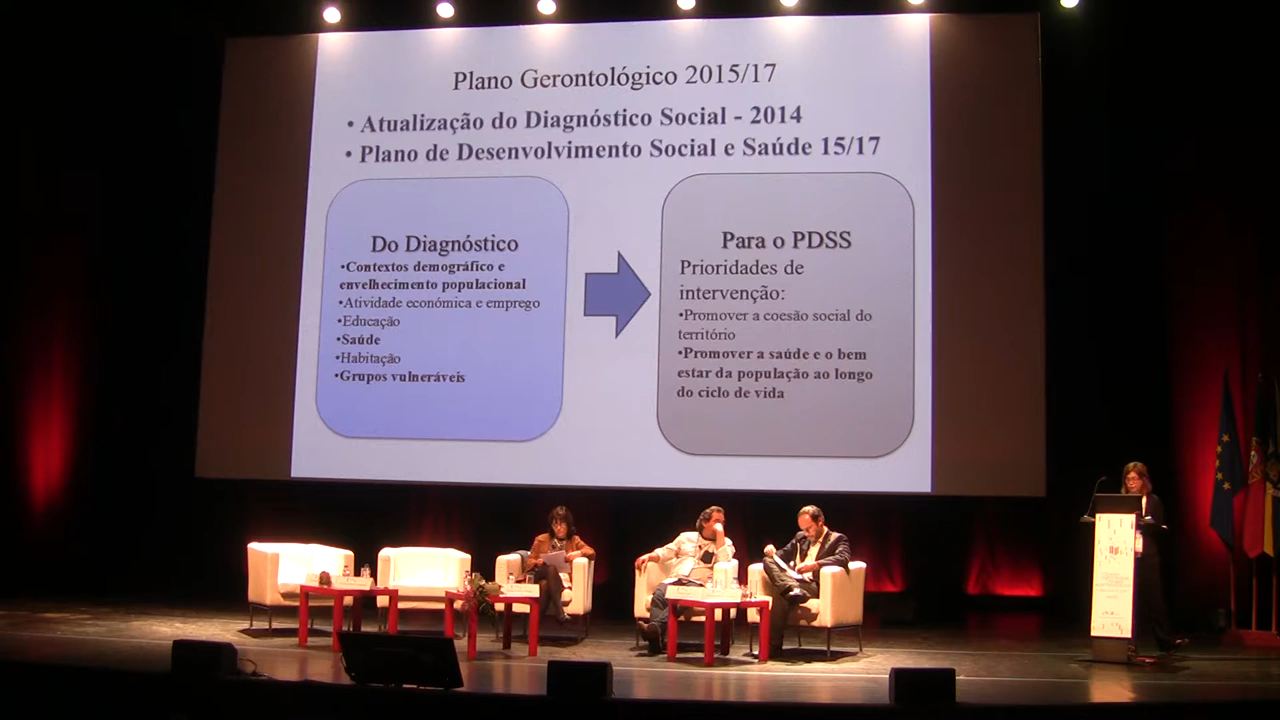 Plano Gerontológico 2015/17
• Atualização do Diagnóstico Social - 2014
• Plano de Desenvolvimento Social e Saúde 15/17
Do Diagnóstico
•Contextos demográfico e
envelhecimento populacional
•Atividade económica e emprego
•Educação
•Saúde
•Habitação
•Grupos vulneráveis
Para o PDSS
Prioridades de
intervenção:
•Promover a coesão social do
território
•Promover a saúde e o bem
estar da população ao longo
do ciclo de vida